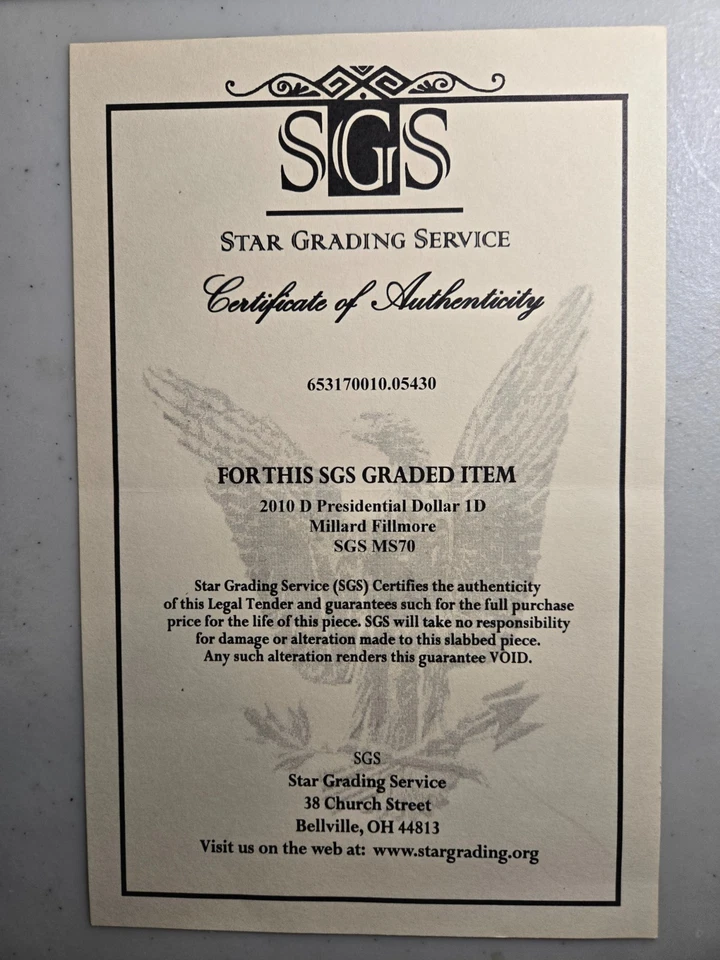 SGS
STAR GRADING SERVICE
Certificate of Authenticity
653170010.05430
FOR THIS SGS GRADED ITEM
2010 D Presidential Dollar 1D
Millard Fillmore
SGS MS70
Star Grading Service (SGS) Certifies the authenticity
of this Legal Tender and guarantees such for the full purchase
price for the life of this piece. SGS will take no responsibility
for damage or alteration made to this slabbed piece.
Any such alteration renders this guarantee VOID.
SGS
Star Grading Service
38 Church Street
Bellville, OH 44813
Visit us on the web at: www.stargrading.org